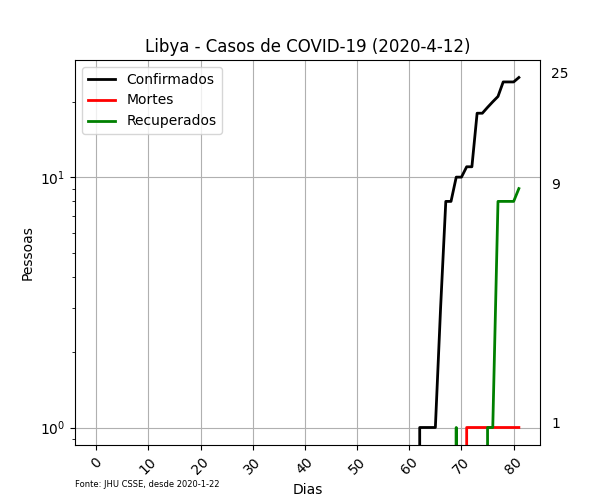 Libya - Casos de COVID-19 (2020-4-12)
Confirmados
Mortes
Recuperados
25
9
1
10¹
10⁰
Pessoas
0 10 20 30 40 50 60 70 80
Dias
Fonte: JHU CSSE, desde 2020-1-22